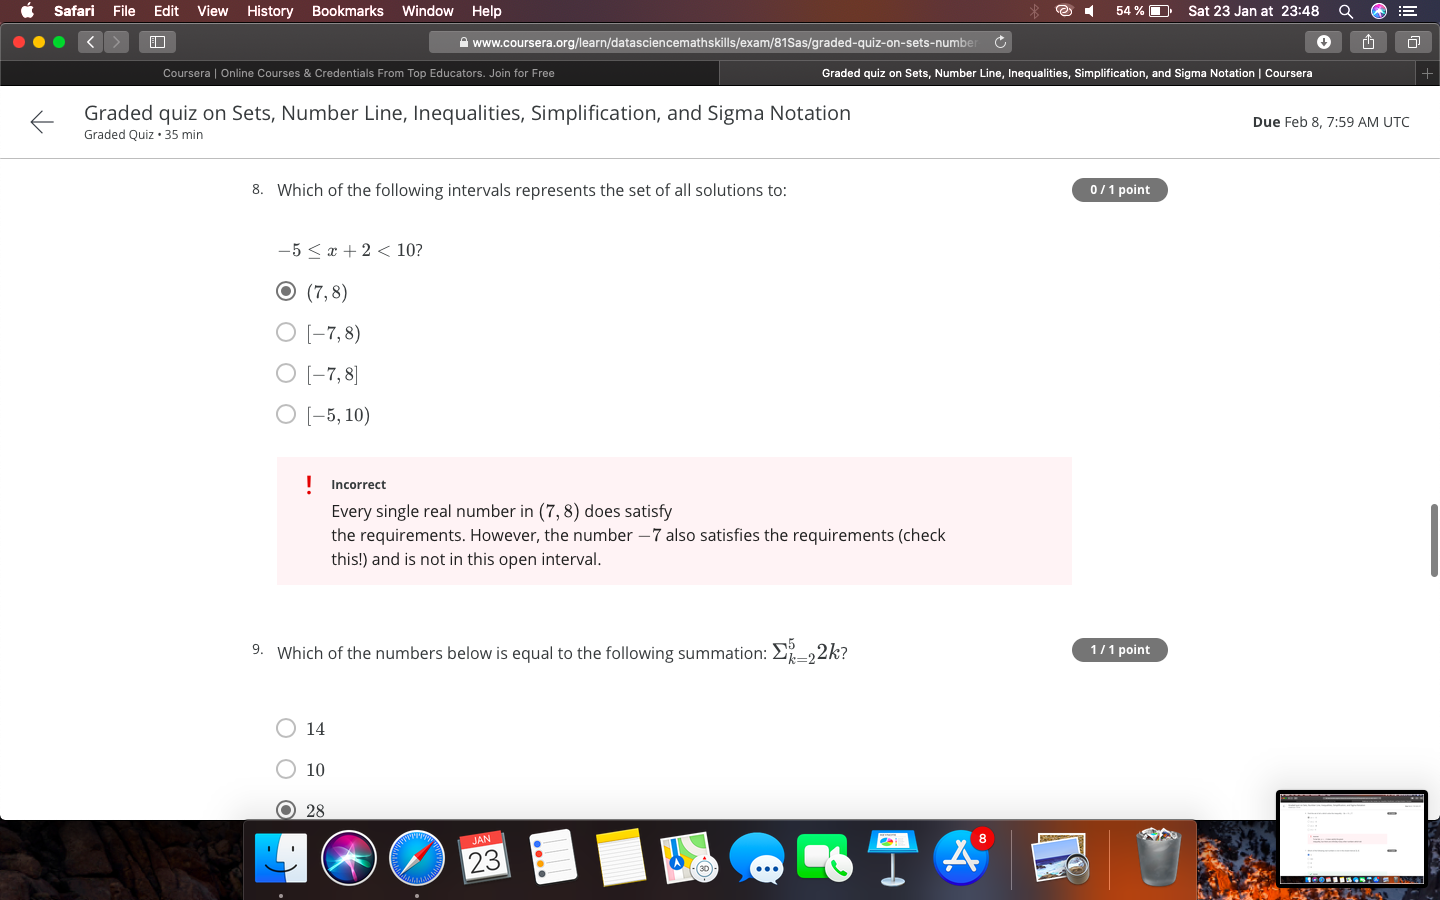 Safari File Edit View History Bookmarks Window Help 54 % Sat 23 Jan at 23:48
www.coursera.org/learn/datasciencemathskills/exam/81Sas/graded-quiz-on-sets-number
Coursera | Online Courses & Credentials From Top Educators. Join for Free
Graded quiz on Sets, Number Line, Inequalities, Simplification, and Sigma Notation | Coursera
Graded quiz on Sets, Number Line, Inequalities, Simplification, and Sigma Notation
Graded Quiz • 35 min
Due Feb 8, 7:59 AM UTC
8. Which of the following intervals represents the set of all solutions to:
0 / 1 point
−5 ≤ x + 2 < 10?
(7, 8)
[−7, 8)
[−7, 8]
[−5, 10)
! Incorrect
Every single real number in (7, 8) does satisfy
the requirements. However, the number −7 also satisfies the requirements (check
this!) and is not in this open interval.
9. Which of the numbers below is equal to the following summation: Σ⁵ₖ₌₂2k?
1 / 1 point
14
10
28
JAN
23
3D
8